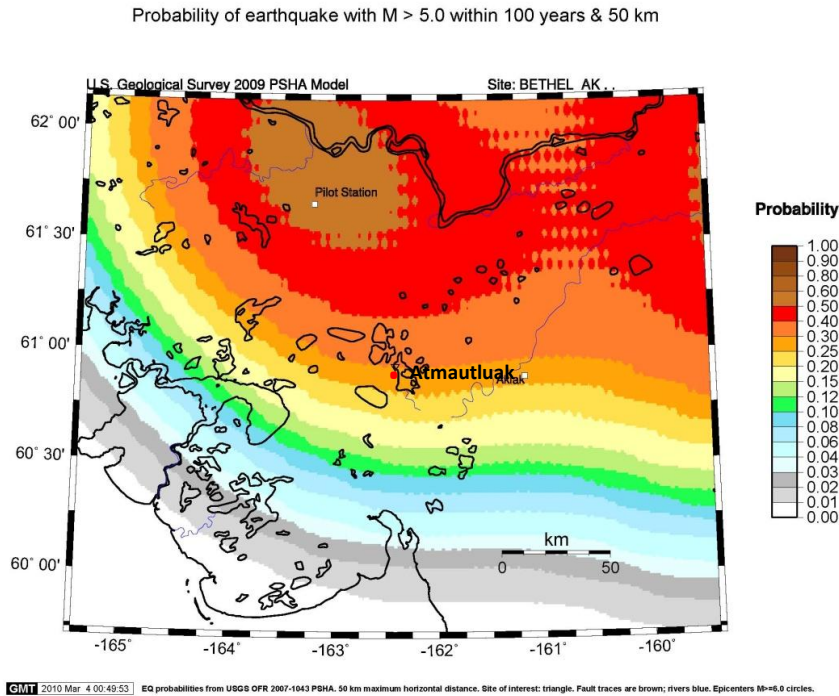 Probability of earthquake with M > 5.0 within 100 years & 50 km
U.S. Geological Survey 2009 PSHA Model Site: BETHEL AK . .
62° 00'
61° 30'
61° 00'
60° 30'
60° 00'
Pilot Station
Atmautluak
Akiak
km
0 50
-165° -164° -163° -162° -161° -160°
Probability
1.00
0.90
0.80
0.60
0.50
0.40
0.30
0.25
0.20
0.15
0.12
0.10
0.08
0.06
0.04
0.03
0.02
0.01
0.00
GMT 2010 Mar 4 00:49:53 EQ probabilities from USGS OFR 2007-1043 PSHA. 50 km maximum horizontal distance. Site of interest: triangle. Fault traces are brown; rivers blue. Epicenters M>=6.0 circles.